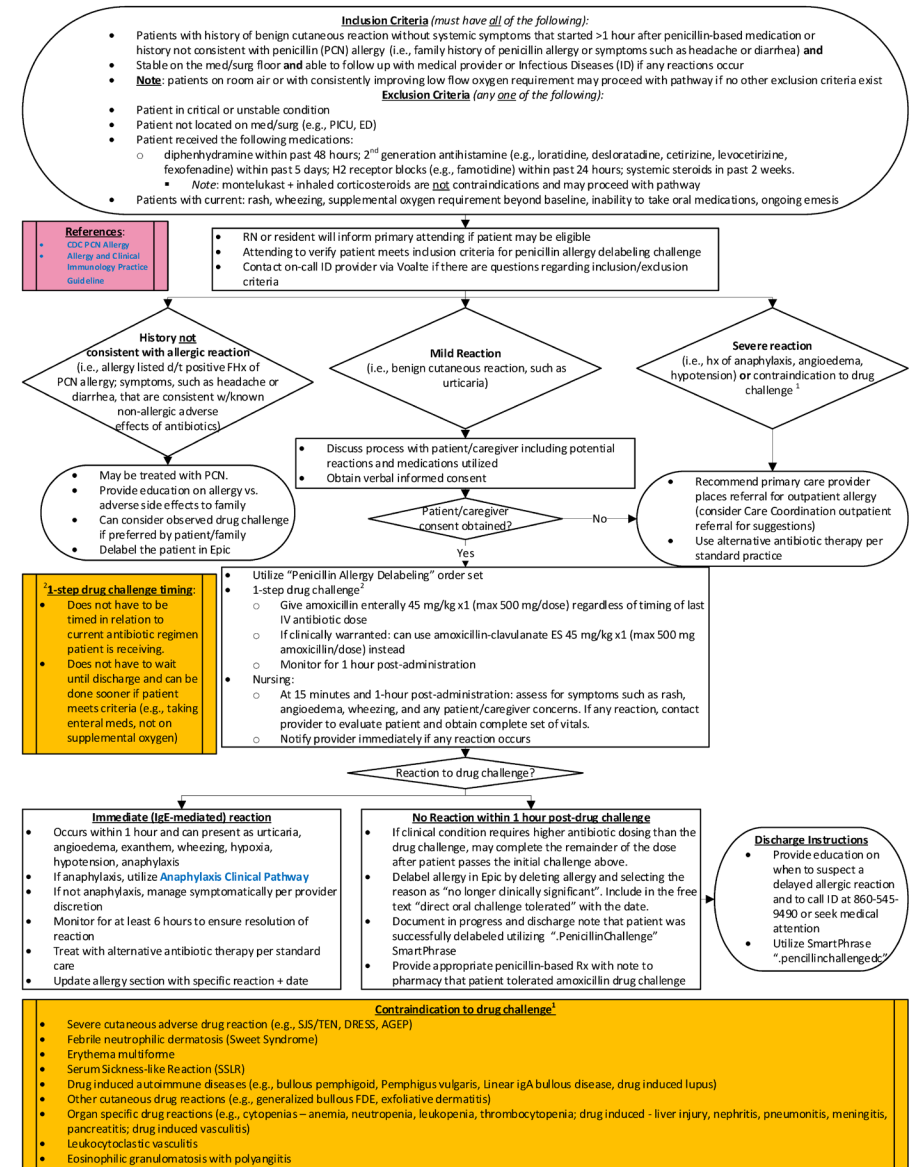 Inclusion Criteria (must have all of the following):
• Patients with history of benign cutaneous reaction without systemic symptoms that started >1 hour after penicillin-based medication or
history not consistent with penicillin (PCN) allergy (i.e., family history of penicillin allergy or symptoms such as headache or diarrhea) and
• Stable on the med/surg floor and able to follow up with medical provider or Infectious Diseases (ID) if any reactions occur
• Note: patients on room air or with consistently improving low flow oxygen requirement may proceed with pathway if no other exclusion criteria exist
Exclusion Criteria (any one of the following):
• Patient in critical or unstable condition
• Patient not located on med/surg (e.g., PICU, ED)
• Patient received the following medications:
o diphenhydramine within past 48 hours; 2nd generation antihistamine (e.g., loratidine, desloratadine, cetirizine, levocetirizine,
fexofenadine) within past 5 days; H2 receptor blocks (e.g., famotidine) within past 24 hours; systemic steroids in past 2 weeks.
▪ Note: montelukast + inhaled corticosteroids are not contraindications and may proceed with pathway
• Patients with current: rash, wheezing, supplemental oxygen requirement beyond baseline, inability to take oral medications, ongoing emesis
References:
• CDC PCN Allergy
• Allergy and Clinical
Immunology Practice
Guideline
• RN or resident will inform primary attending if patient may be eligible
• Attending to verify patient meets inclusion criteria for penicillin allergy delabeling challenge
• Contact on-call ID provider via Voalte if there are questions regarding inclusion/exclusion
criteria
History not
consistent with allergic reaction
(i.e., allergy listed d/t positive FHx of
PCN allergy; symptoms, such as headache or
diarrhea, that are consistent w/known
non-allergic adverse
effects of antibiotics)
Mild Reaction
(i.e., benign cutaneous reaction, such as
urticaria)
Severe reaction
(i.e., hx of anaphylaxis, angioedema,
hypotension) or contraindication to drug
challenge 1
• May be treated with PCN.
• Provide education on allergy vs.
adverse side effects to family
• Can consider observed drug challenge
if preferred by patient/family
• Delabel the patient in Epic
• Discuss process with patient/caregiver including potential
reactions and medications utilized
• Obtain verbal informed consent
Patient/caregiver
consent obtained?
No
Yes
• Recommend primary care provider
places referral for outpatient allergy
(consider Care Coordination outpatient
referral for suggestions)
• Use alternative antibiotic therapy per
standard practice
2 1-step drug challenge timing:
• Does not have to be
timed in relation to
current antibiotic regimen
patient is receiving.
• Does not have to wait
until discharge and can be
done sooner if patient
meets criteria (e.g., taking
enteral meds, not on
supplemental oxygen)
• Utilize “Penicillin Allergy Delabeling” order set
• 1-step drug challenge2
o Give amoxicillin enterally 45 mg/kg x1 (max 500 mg/dose) regardless of timing of last
IV antibiotic dose
o If clinically warranted: can use amoxicillin-clavulanate ES 45 mg/kg x1 (max 500 mg
amoxicillin/dose) instead
o Monitor for 1 hour post-administration
• Nursing:
o At 15 minutes and 1-hour post-administration: assess for symptoms such as rash,
angioedema, wheezing, and any patient/caregiver concerns. If any reaction, contact
provider to evaluate patient and obtain complete set of vitals.
o Notify provider immediately if any reaction occurs
Reaction to drug challenge?
Immediate (IgE-mediated) reaction
• Occurs within 1 hour and can present as urticaria,
angioedema, exanthem, wheezing, hypoxia,
hypotension, anaphylaxis
• If anaphylaxis, utilize Anaphylaxis Clinical Pathway
• If not anaphylaxis, manage symptomatically per provider
discretion
• Monitor for at least 6 hours to ensure resolution of
reaction
• Treat with alternative antibiotic therapy per standard
care
• Update allergy section with specific reaction + date
No Reaction within 1 hour post-drug challenge
• If clinical condition requires higher antibiotic dosing than the
drug challenge, may complete the remainder of the dose
after patient passes the initial challenge above.
• Delabel allergy in Epic by deleting allergy and selecting the
reason as “no longer clinically significant”. Include in the free
text “direct oral challenge tolerated” with the date.
• Document in progress and discharge note that patient was
successfully delabeled utilizing “.PenicillinChallenge”
SmartPhrase
• Provide appropriate penicillin-based Rx with note to
pharmacy that patient tolerated amoxicillin drug challenge
Discharge Instructions
• Provide education on
when to suspect a
delayed allergic reaction
and to call ID at 860-545-
9490 or seek medical
attention
• Utilize SmartPhrase
“.pencillinchallengedc”
Contraindication to drug challenge1
• Severe cutaneous adverse drug reaction (e.g., SJS/TEN, DRESS, AGEP)
• Febrile neutrophilic dermatosis (Sweet Syndrome)
• Erythema multiforme
• Serum Sickness-like Reaction (SSLR)
• Drug induced autoimmune diseases (e.g., bullous pemphigoid, Pemphigus vulgaris, Linear igA bullous disease, drug induced lupus)
• Other cutaneous drug reactions (e.g., generalized bullous FDE, exfoliative dermatitis)
• Organ specific drug reactions (e.g., cytopenias – anemia, neutropenia, leukopenia, thrombocytopenia; drug induced - liver injury, nephritis, pneumonitis, meningitis,
pancreatitis; drug induced vasculitis)
• Leukocytoclastic vasculitis
• Eosinophilic granulomatosis with polyangiitis